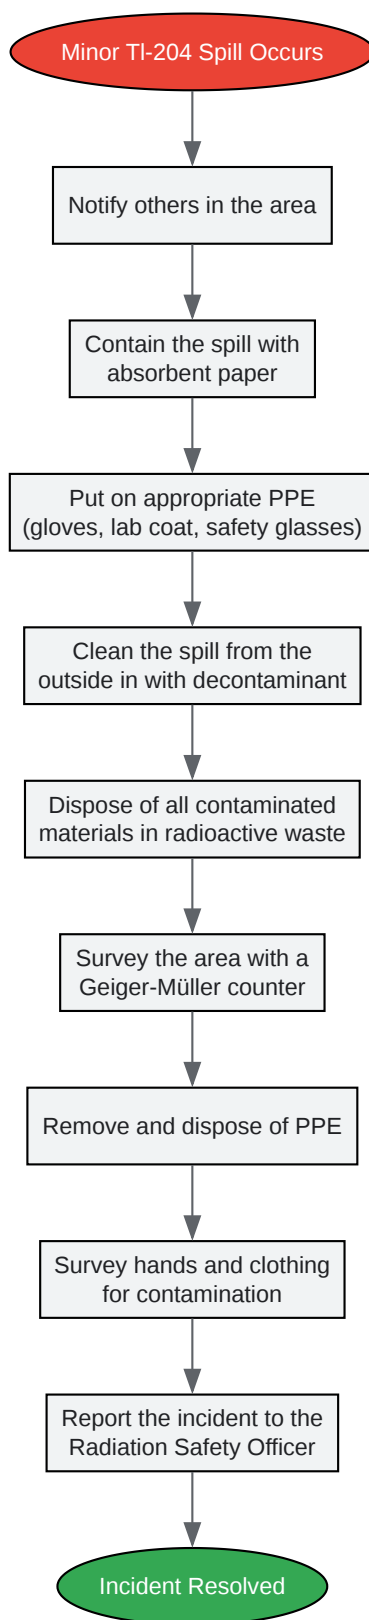 Minor Tl-204 Spill Occurs
Notify others in the area
Contain the spill with
absorbent paper
Put on appropriate PPE
(gloves, lab coat, safety glasses)
Clean the spill from the
outside in with decontaminant
Dispose of all contaminated
materials in radioactive waste
Survey the area with a
Geiger-Müller counter
Remove and dispose of PPE
Survey hands and clothing
for contamination
Report the incident to the
Radiation Safety Officer
Incident Resolved